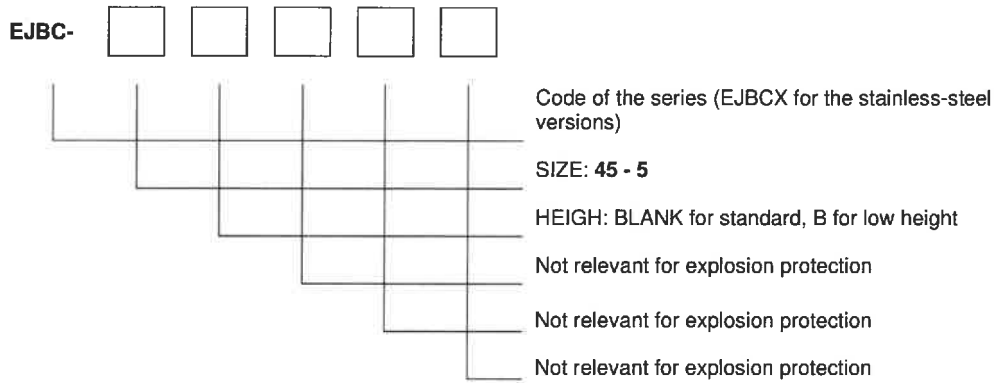 EJBC-
Code of the series (EJBCX for the stainless-steel
versions)
SIZE: 45 - 5
HEIGH: BLANK for standard, B for low height
Not relevant for explosion protection
Not relevant for explosion protection
Not relevant for explosion protection